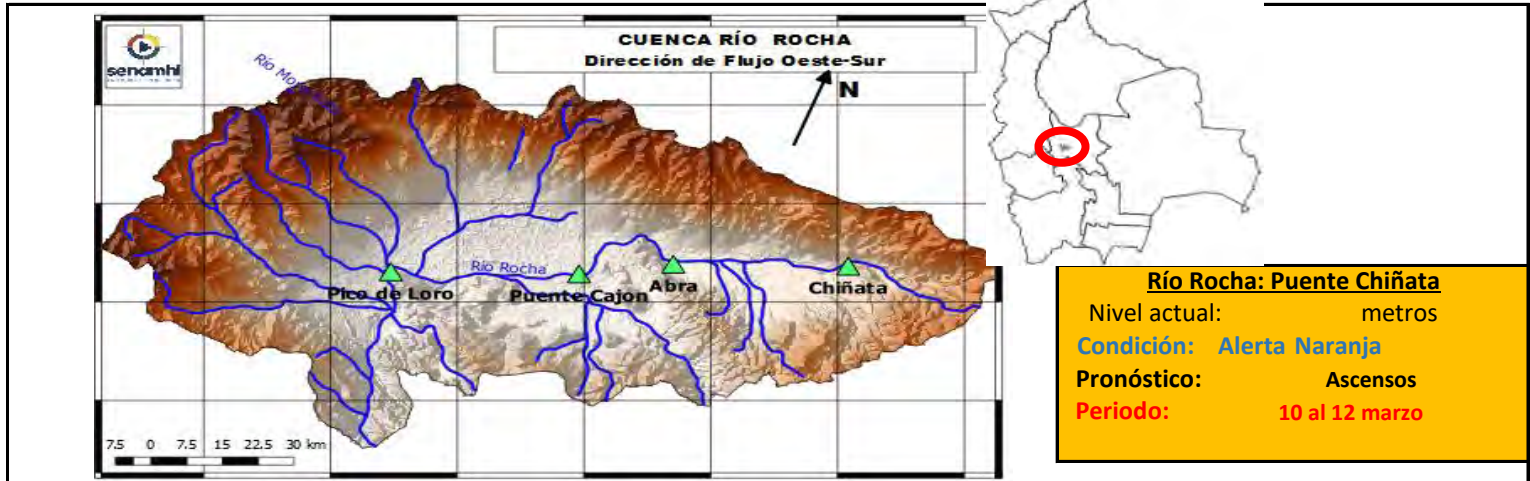 senamhi
CUENCA RÍO ROCHA
Dirección de Flujo Oeste-Sur
N
Río Rocha
Pico de Loro
Puente Cajon
Abra
Chiñata
7.5 0 7.5 15 22.5 30 km
Río Rocha: Puente Chiñata
Nivel actual: metros
Condición: Alerta Naranja
Pronóstico: Ascensos
Periodo: 10 al 12 marzo